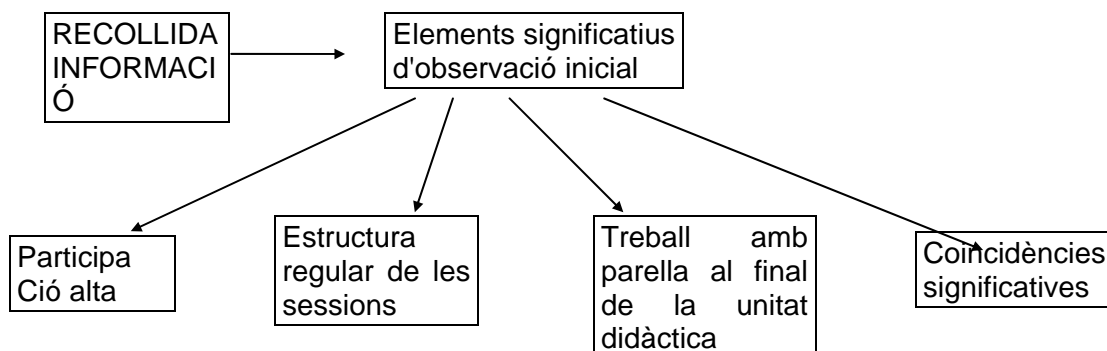 RECOLLIDA
INFORMACI
Ó
Elements significatius
d'observació inicial
Participa
Ció alta
Estructura
regular de les
sessions
Treball amb
parella al final
de la unitat
didàctica
Coincidències
significatives